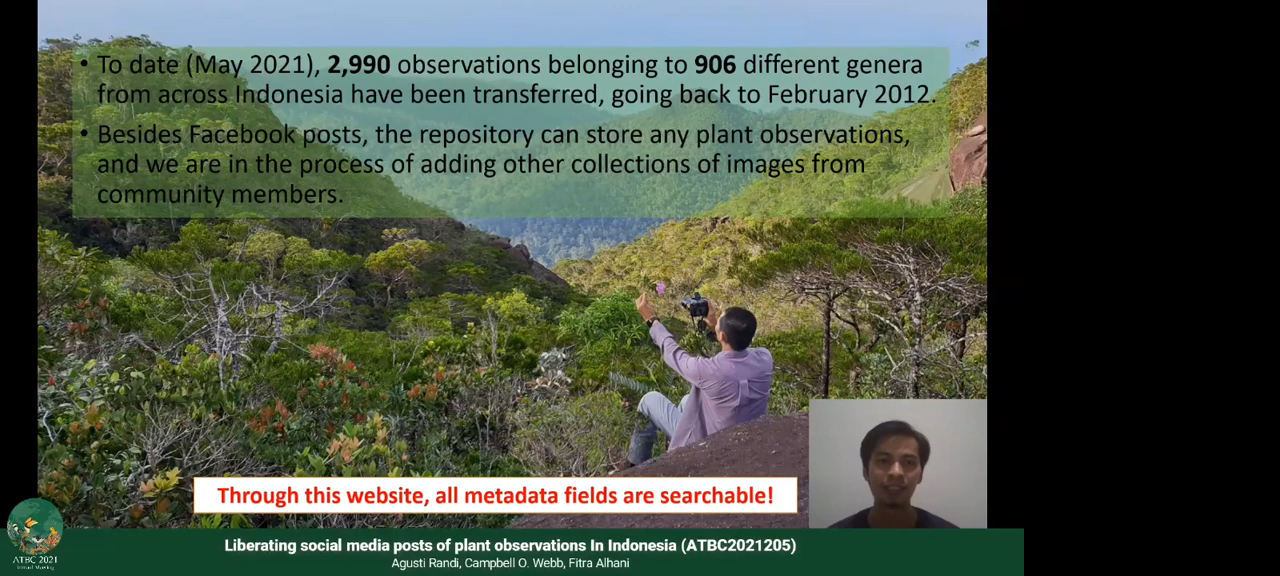 • To date (May 2021), 2,990 observations belonging to 906 different genera
from across Indonesia have been transferred, going back to February 2012.
• Besides Facebook posts, the repository can store any plant observations,
and we are in the process of adding other collections of images from
community members.
Through this website, all metadata fields are searchable!
ATBC 2021
Liberating social media posts of plant observations In Indonesia (ATBC2021205)
Agusti Randi, Campbell O. Webb, Fitra Alhani